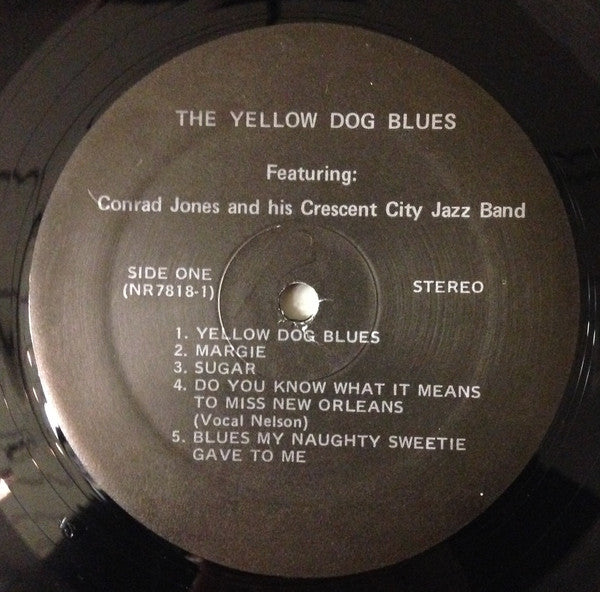 THE YELLOW DOG BLUES
Featuring:
Conrad Jones and his Crescent City Jazz Band
SIDE ONE
(NR7818-1)
STEREO
1. YELLOW DOG BLUES
2. MARGIE
3. SUGAR
4. DO YOU KNOW WHAT IT MEANS
TO MISS NEW ORLEANS
(Vocal Nelson)
5. BLUES MY NAUGHTY SWEETIE
GAVE TO ME